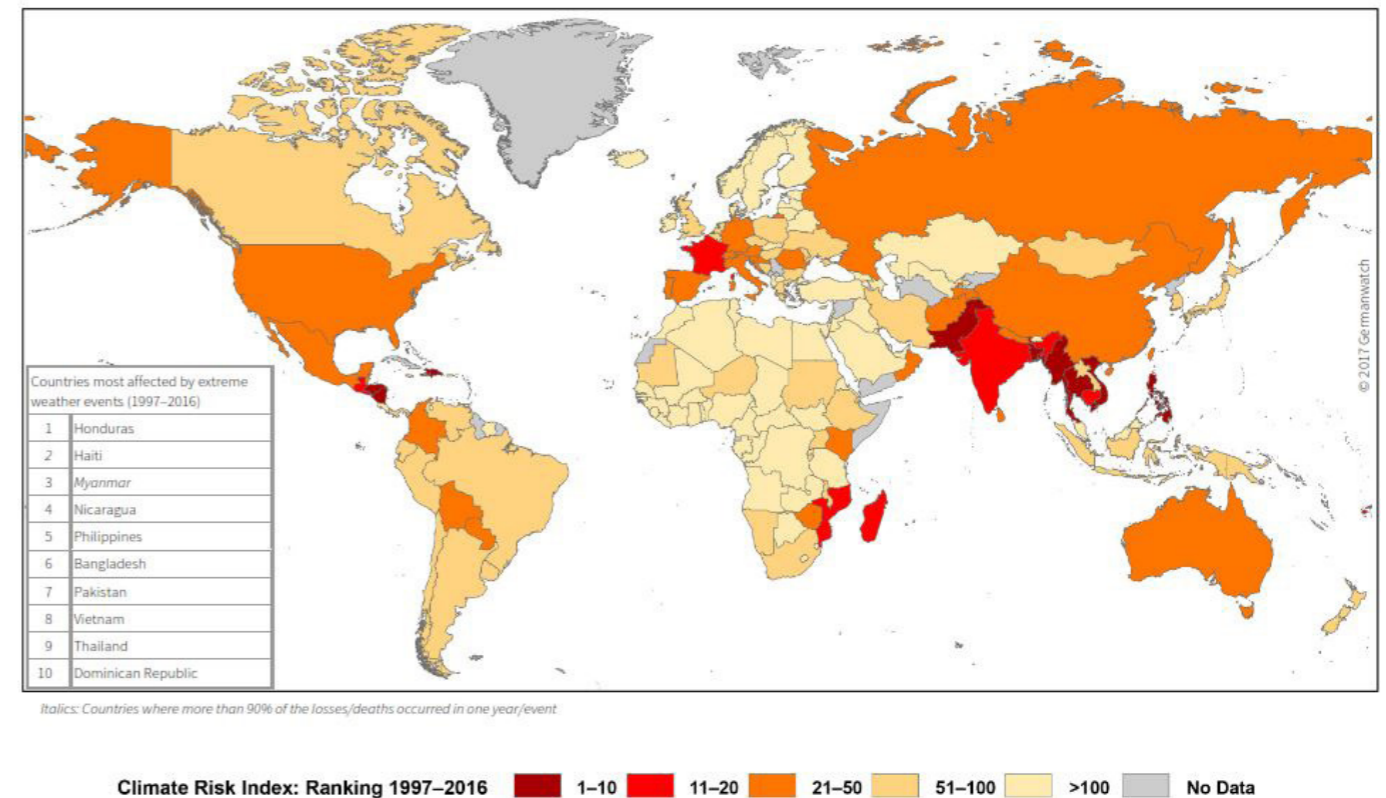 Countries most affected by extreme
weather events (1997–2016)
1 Honduras
2 Haiti
3 Myanmar
4 Nicaragua
5 Philippines
6 Bangladesh
7 Pakistan
8 Vietnam
9 Thailand
10 Dominican Republic
© 2017 Germanwatch
Italics: Countries where more than 90% of the losses/deaths occurred in one year/event
Climate Risk Index: Ranking 1997–2016 1–10 11–20 21–50 51–100 >100 No Data